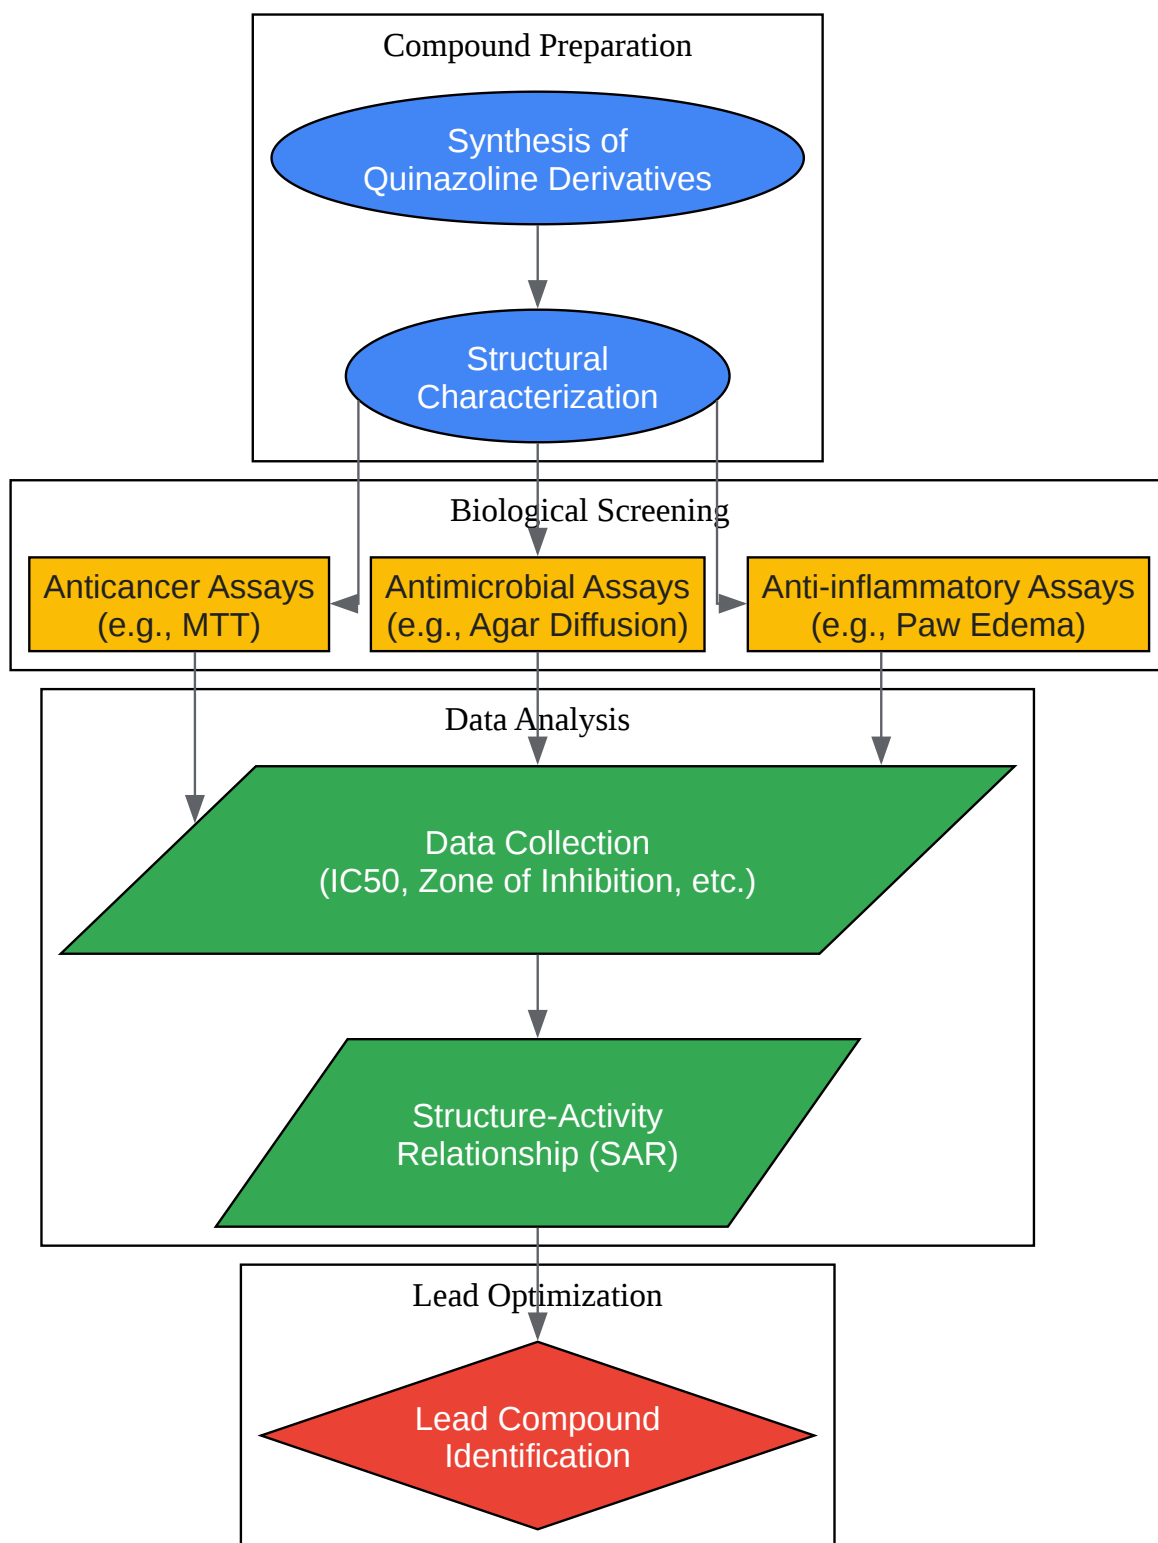 Compound Preparation
Synthesis of
Quinazoline Derivatives
Structural
Characterization
Biological Screening
Anticancer Assays
(e.g., MTT)
Antimicrobial Assays
(e.g., Agar Diffusion)
Anti-inflammatory Assays
(e.g., Paw Edema)
Data Analysis
Data Collection
(IC50, Zone of Inhibition, etc.)
Structure-Activity
Relationship (SAR)
Lead Optimization
Lead Compound
Identification